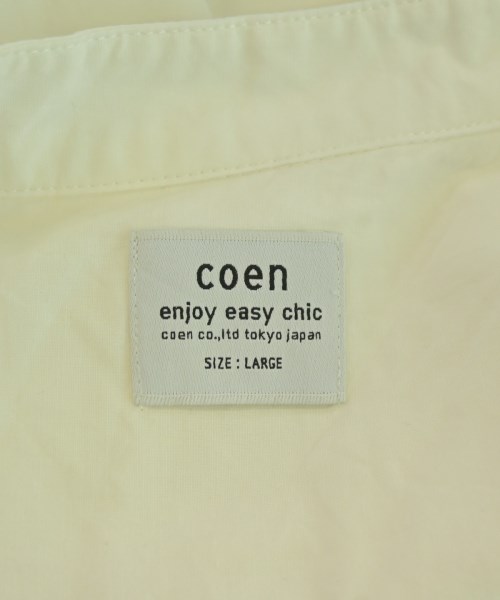 coen
enjoy easy chic
coen co.,ltd tokyo japan
SIZE : LARGE